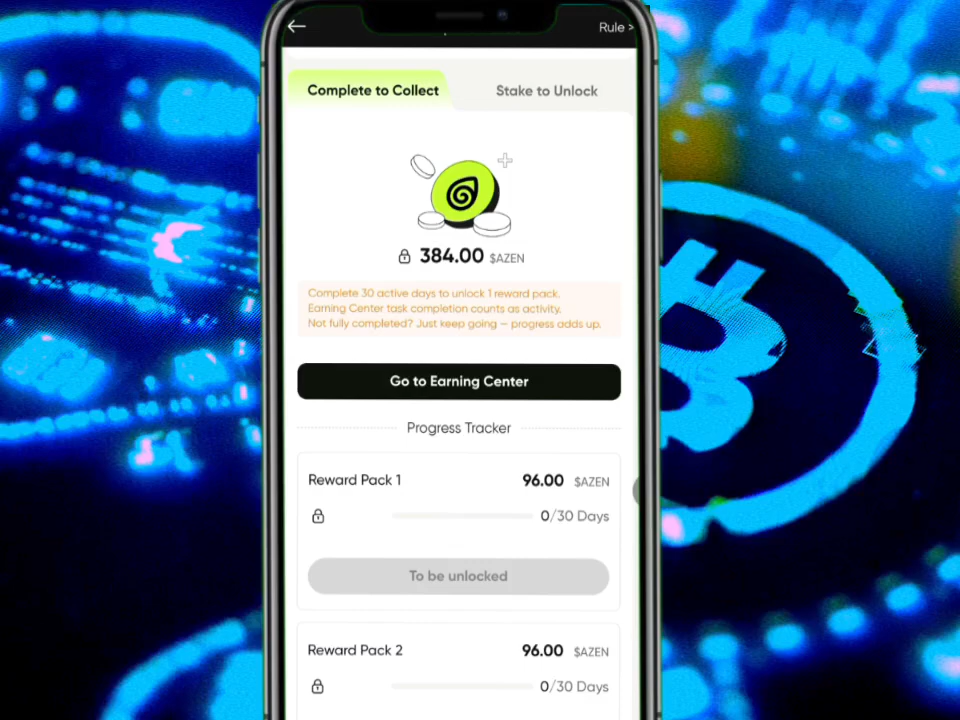 Rule >
Complete to Collect
Stake to Unlock
384.00 $AZEN
Complete 30 active days to unlock 1 reward pack.
Earning Center task completion counts as activity.
Not fully completed? Just keep going — progress adds up.
Go to Earning Center
Progress Tracker
Reward Pack 1 96.00 $AZEN
0/30 Days
To be unlocked
Reward Pack 2 96.00 $AZEN
0/30 Days